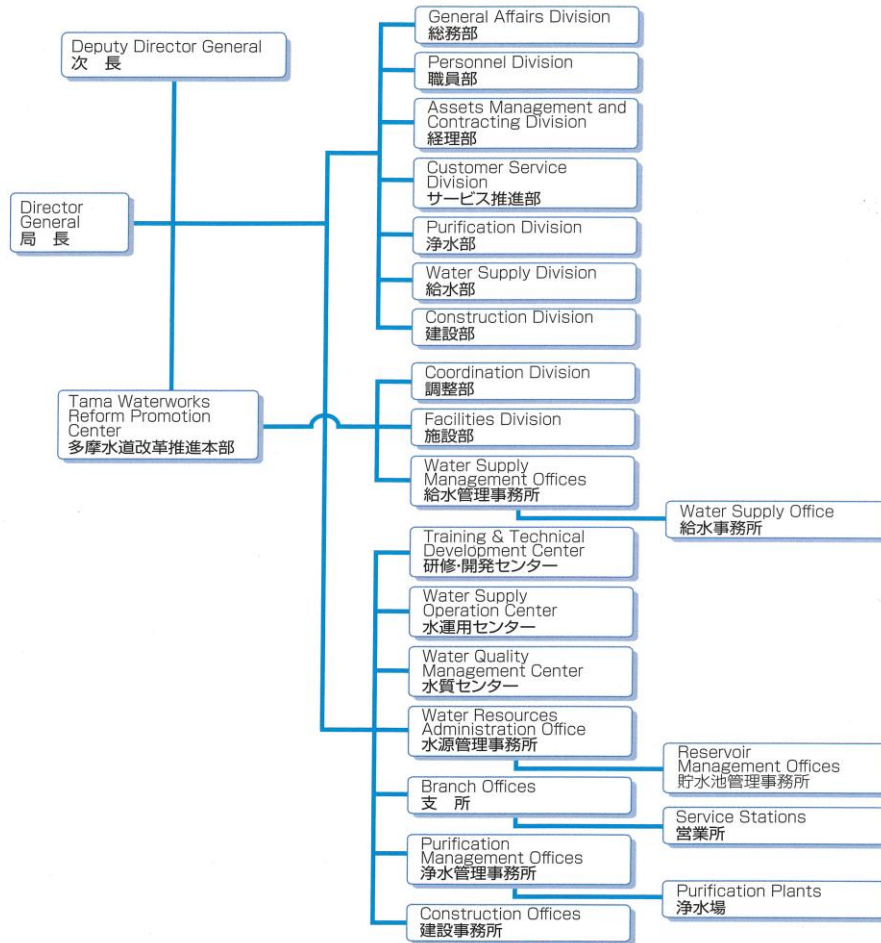 Deputy Director General
次 長
Director
General
局 長
Tama Waterworks
Reform Promotion
Center
多摩水道改革推進本部
General Affairs Division
総務部
Personnel Division
職員部
Assets Management and
Contracting Division
経理部
Customer Service
Division
サービス推進部
Purification Division
浄水部
Water Supply Division
給水部
Construction Division
建設部
Coordination Division
調整部
Facilities Division
施設部
Water Supply
Management Offices
給水管理事務所
Water Supply Office
給水事務所
Training & Technical
Development Center
研修・開発センター
Water Supply
Operation Center
水運用センター
Water Quality
Management Center
水質センター
Water Resources
Administration Office
水源管理事務所
Reservoir
Management Offices
貯水池管理事務所
Branch Offices
支 所
Service Stations
営業所
Purification
Management Offices
浄水管理事務所
Purification Plants
浄水場
Construction Offices
建設事務所